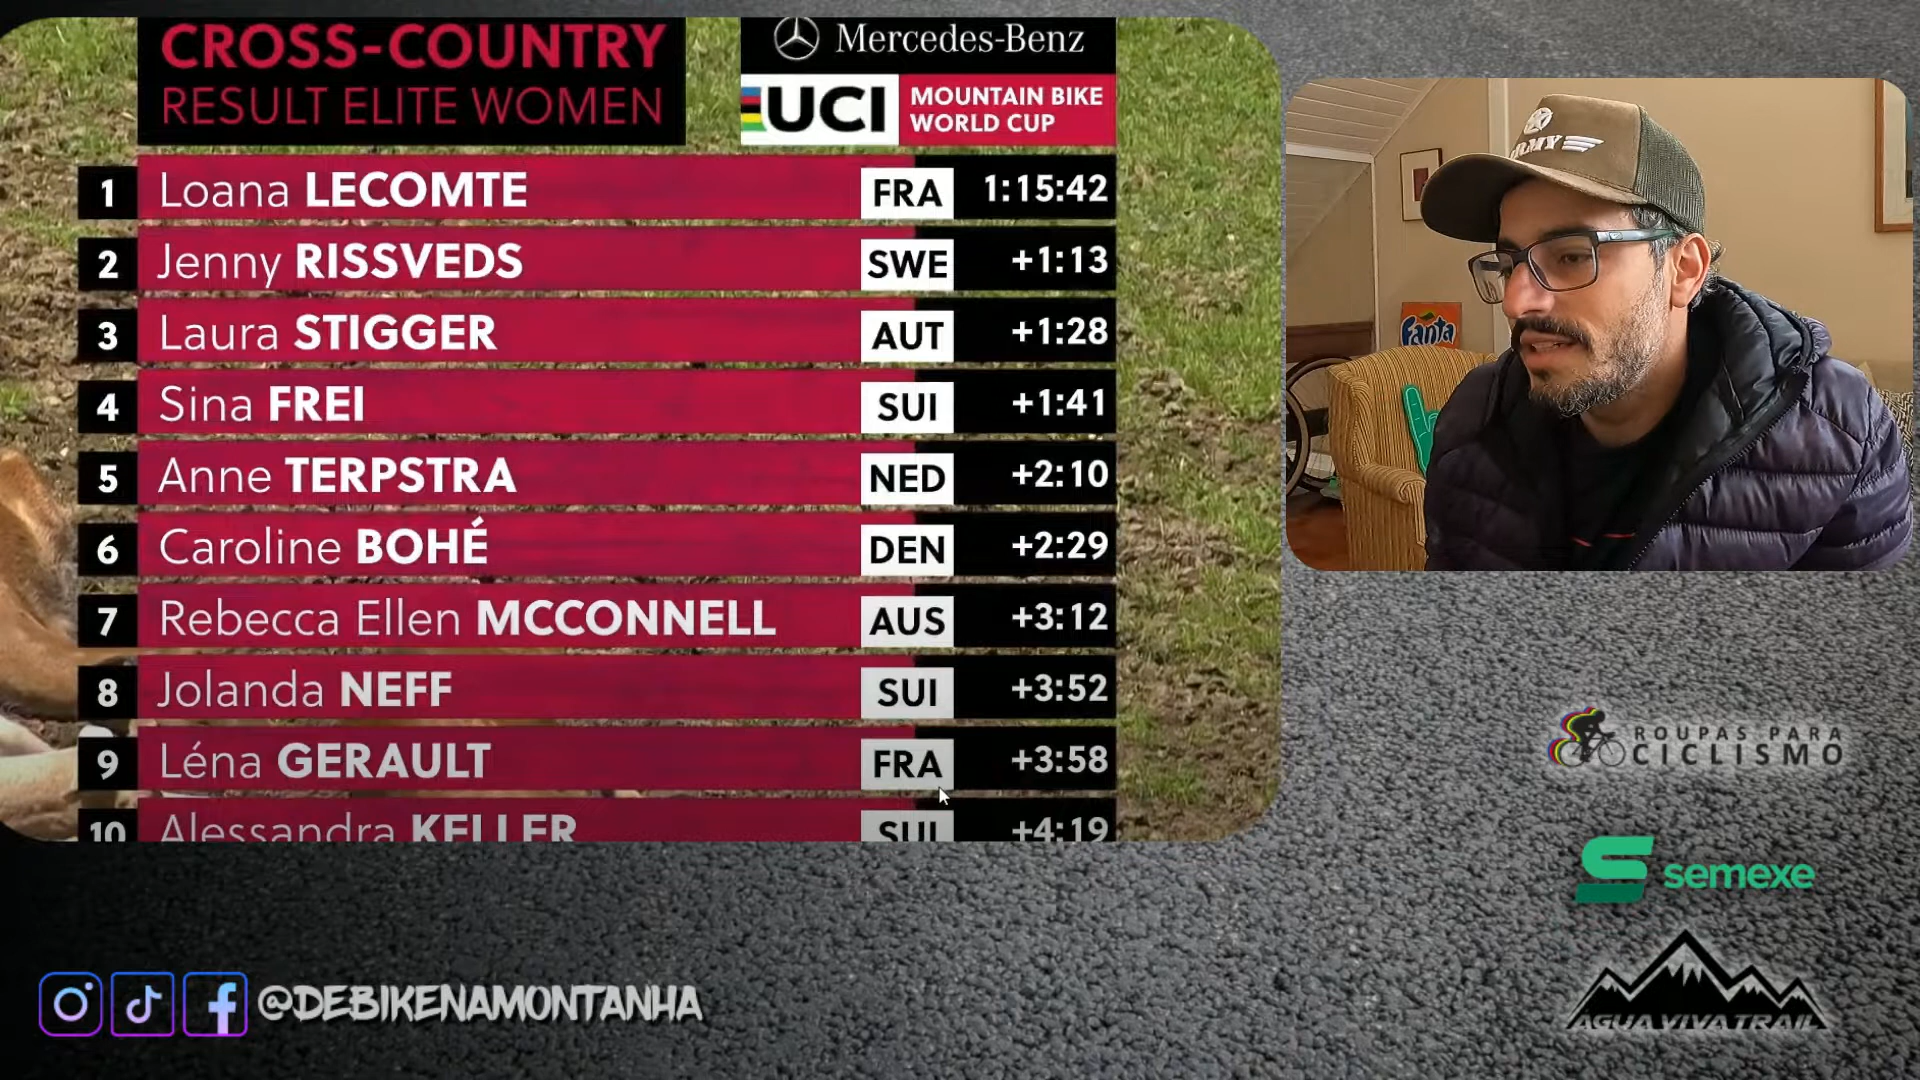 CROSS-COUNTRY
RESULT ELITE WOMEN
Mercedes-Benz
UCI
MOUNTAIN BIKE
WORLD CUP
1 Loana LECOMTE FRA 1:15:42
2 Jenny RISSVEDS SWE +1:13
3 Laura STIGGER AUT +1:28
4 Sina FREI SUI +1:41
5 Anne TERPSTRA NED +2:10
6 Caroline BOHÉ DEN +2:29
7 Rebecca Ellen MCCONNELL AUS +3:12
8 Jolanda NEFF SUI +3:52
9 Léna GERAULT FRA +3:58
10 Alessandra KELLER SUI +4:19
ARMY
Fanta
ROUPAS PARA
CICLISMO
semexe
AGUA VIVA TRAIL
@DEBIKENAMONTANHA